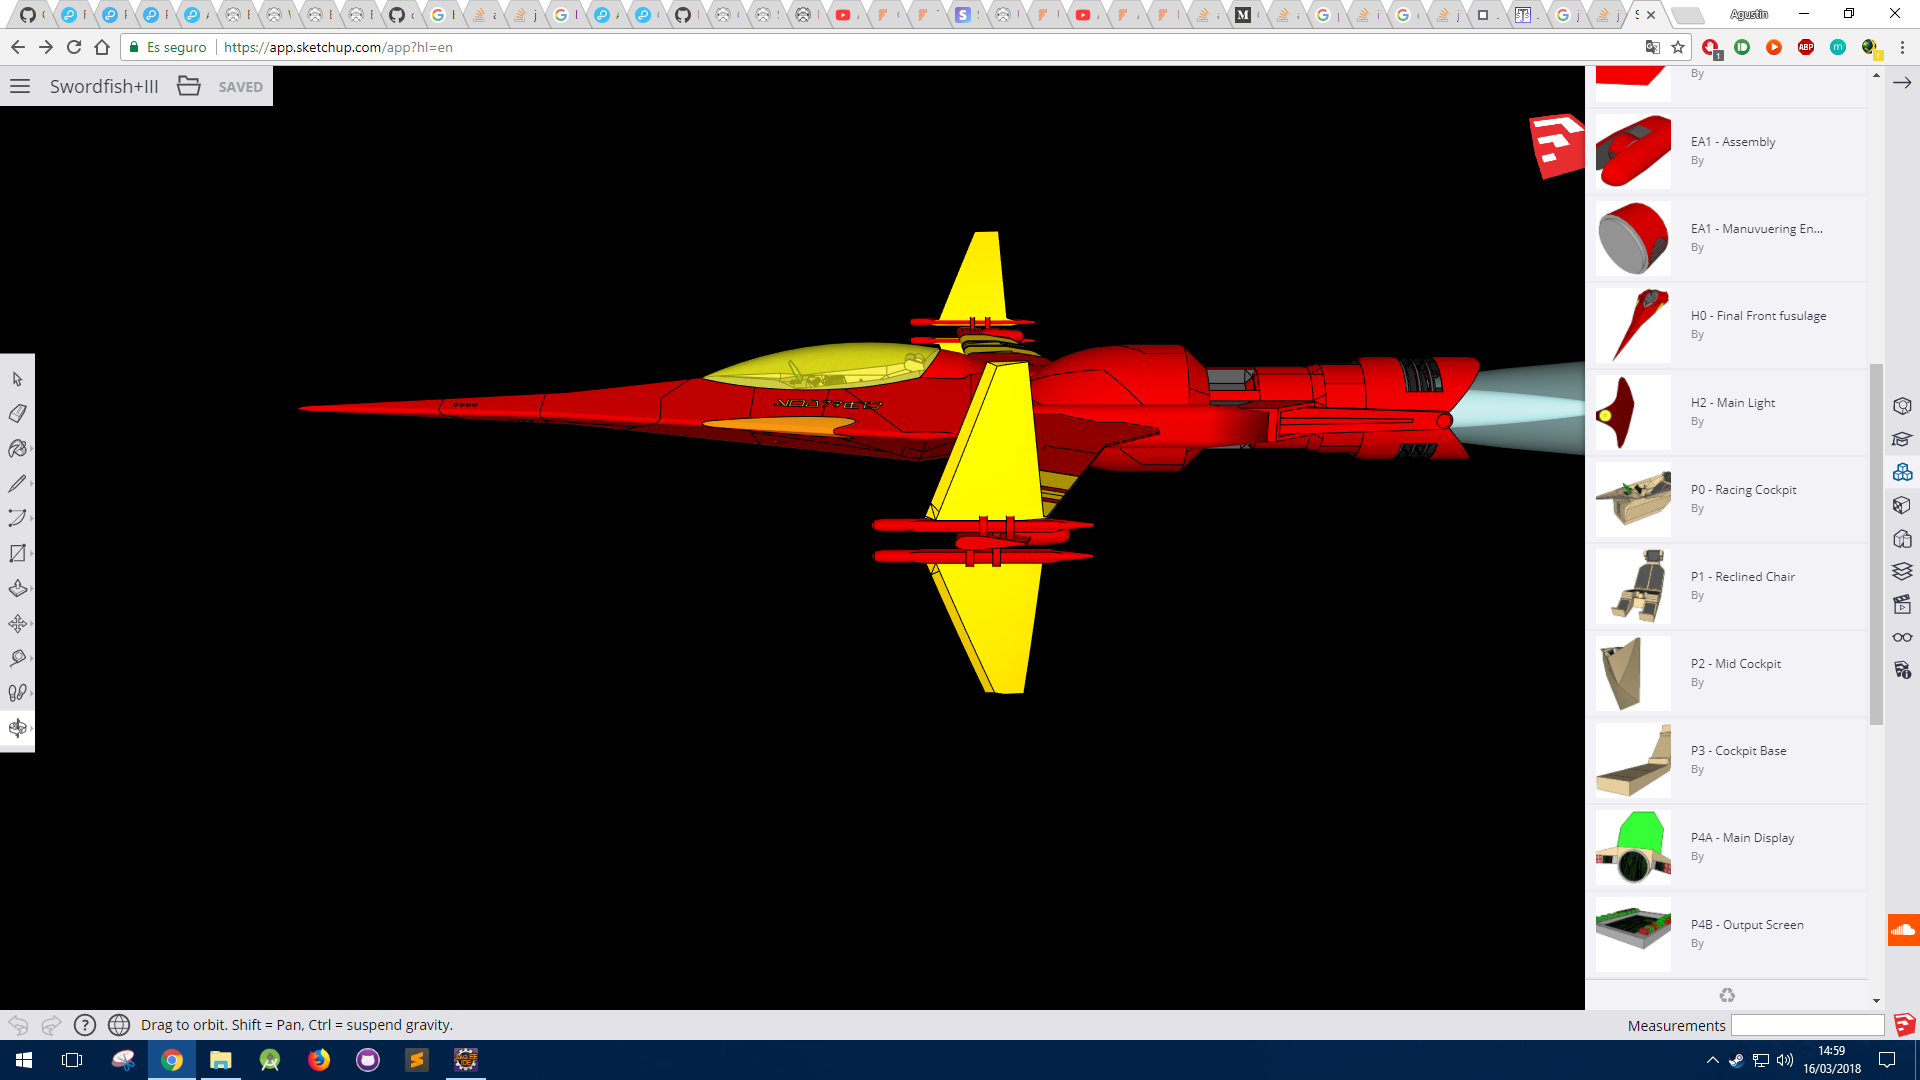 Agustin
Es seguro
https://app.sketchup.com/app?hl=en
ABP
m
1
Swordfish+III
SAVED
By
EA1 - Assembly
By
EA1 - Manuvuering En...
By
H0 - Final Front fusulage
By
H2 - Main Light
By
P0 - Racing Cockpit
By
P1 - Reclined Chair
By
P2 - Mid Cockpit
By
P3 - Cockpit Base
By
P4A - Main Display
By
P4B - Output Screen
By
Drag to orbit. Shift = Pan, Ctrl = suspend gravity.
Measurements
14:59
16/03/2018